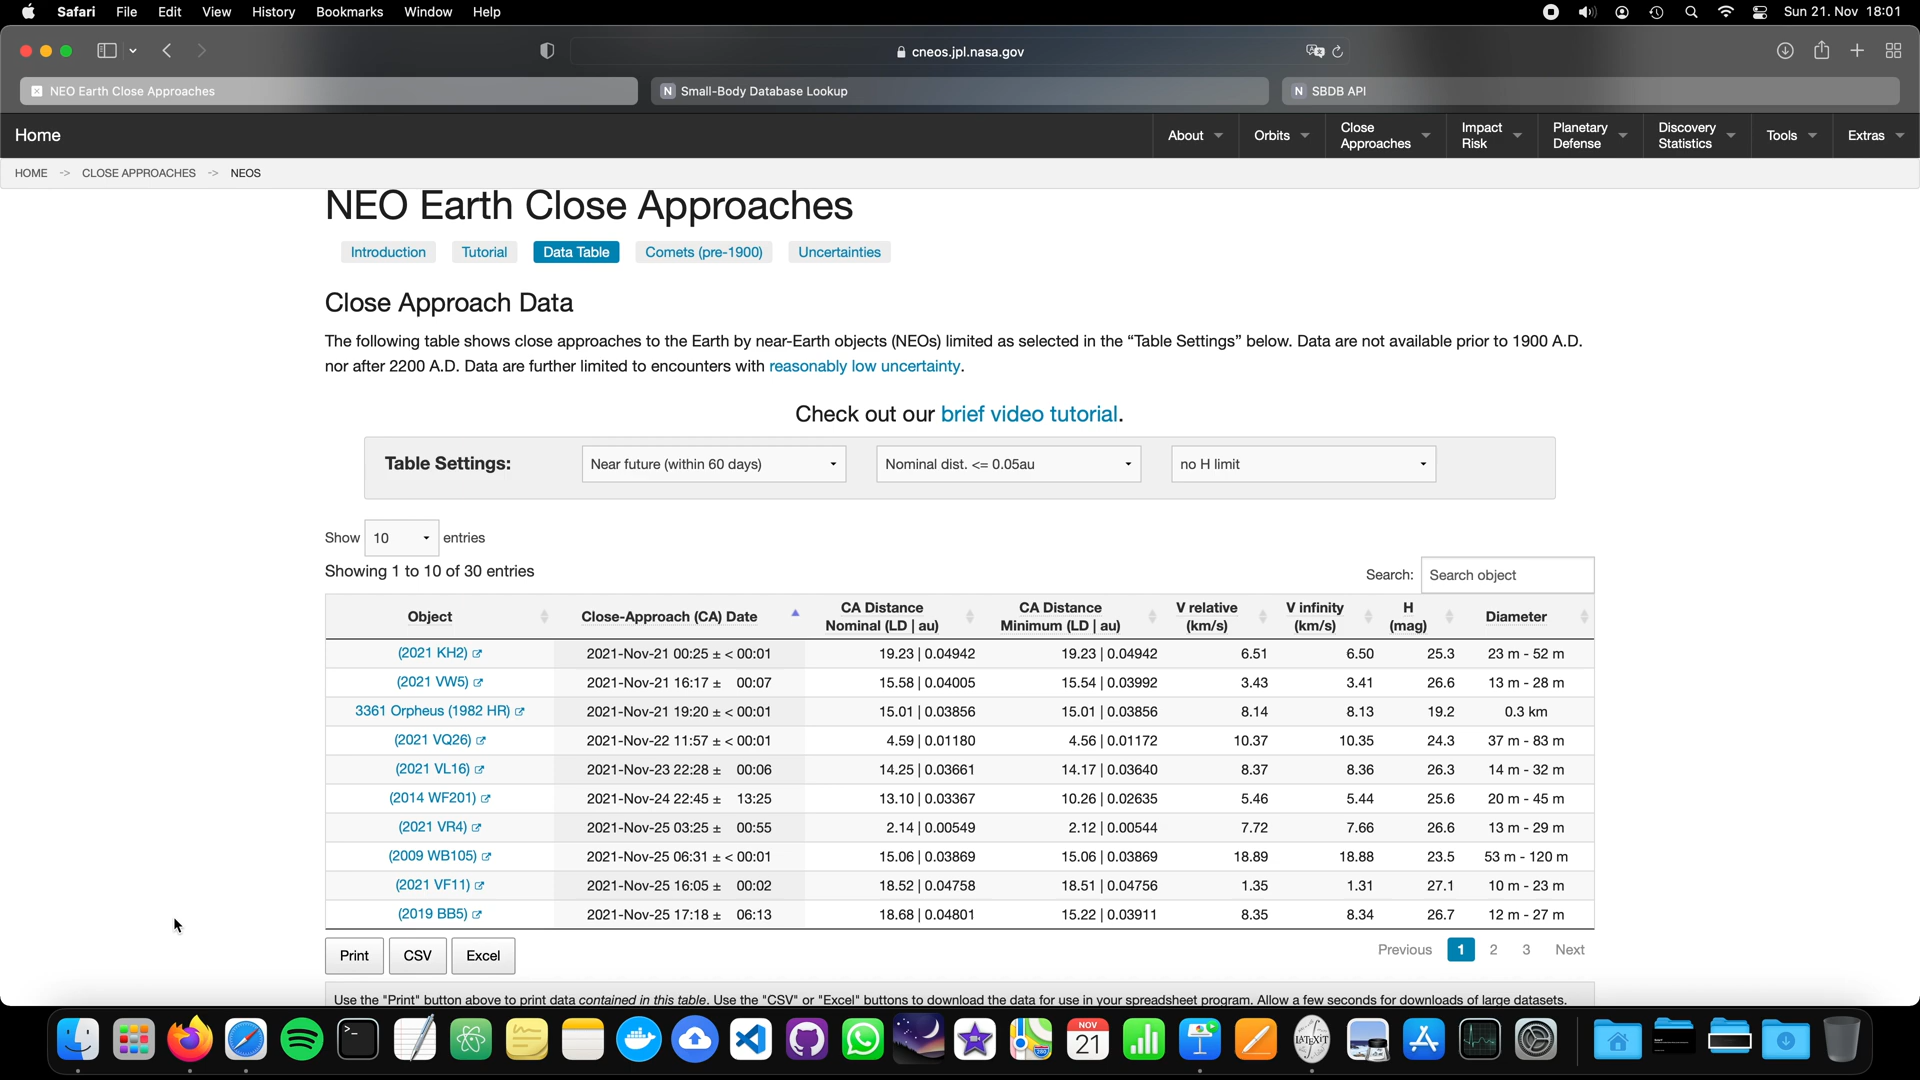 Safari File Edit View History Bookmarks Window Help Sun 21. Nov 18:01
cneos.jpl.nasa.gov
NEO Earth Close Approaches
N Small-Body Database Lookup
N SBDB API
Home
About
Orbits
Close Approaches
Impact Risk
Planetary Defense
Discovery Statistics
Tools
Extras
HOME -> CLOSE APPROACHES -> NEOS
NEO Earth Close Approaches
Introduction Tutorial Data Table Comets (pre-1900) Uncertainties
Close Approach Data
The following table shows close approaches to the Earth by near-Earth objects (NEOs) limited as selected in the “Table Settings” below. Data are not available prior to 1900 A.D.
nor after 2200 A.D. Data are further limited to encounters with reasonably low uncertainty.
Check out our brief video tutorial.
Table Settings: Near future (within 60 days) Nominal dist. <= 0.05au no H limit
Show 10 entries
Showing 1 to 10 of 30 entries
Search: Search object
Object
Close-Approach (CA) Date
CA Distance Nominal (LD | au)
CA Distance Minimum (LD | au)
V relative (km/s)
V infinity (km/s)
H (mag)
Diameter
(2021 KH2) 2021-Nov-21 00:25 ± < 00:01 19.23 | 0.04942 19.23 | 0.04942 6.51 6.50 25.3 23 m - 52 m
(2021 VW5) 2021-Nov-21 16:17 ± 00:07 15.58 | 0.04005 15.54 | 0.03992 3.43 3.41 26.6 13 m - 28 m
3361 Orpheus (1982 HR) 2021-Nov-21 19:20 ± < 00:01 15.01 | 0.03856 15.01 | 0.03856 8.14 8.13 19.2 0.3 km
(2021 VQ26) 2021-Nov-22 11:57 ± < 00:01 4.59 | 0.01180 4.56 | 0.01172 10.37 10.35 24.3 37 m - 83 m
(2021 VL16) 2021-Nov-23 22:28 ± 00:06 14.25 | 0.03661 14.17 | 0.03640 8.37 8.36 26.3 14 m - 32 m
(2014 WF201) 2021-Nov-24 22:45 ± 13:25 13.10 | 0.03367 10.26 | 0.02635 5.46 5.44 25.6 20 m - 45 m
(2021 VR4) 2021-Nov-25 03:25 ± 00:55 2.14 | 0.00549 2.12 | 0.00544 7.72 7.66 26.6 13 m - 29 m
(2009 WB105) 2021-Nov-25 06:31 ± < 00:01 15.06 | 0.03869 15.06 | 0.03869 18.89 18.88 23.5 53 m - 120 m
(2021 VF11) 2021-Nov-25 16:05 ± 00:02 18.52 | 0.04758 18.51 | 0.04756 1.35 1.31 27.1 10 m - 23 m
(2019 BB5) 2021-Nov-25 17:18 ± 06:13 18.68 | 0.04801 15.22 | 0.03911 8.35 8.34 26.7 12 m - 27 m
Print CSV Excel
Previous 1 2 3 Next
Use the "Print" button above to print data contained in this table. Use the "CSV" or "Excel" buttons to download the data for use in your spreadsheet program. Allow a few seconds for downloads of large datasets.
NOV
21
LATEXIT